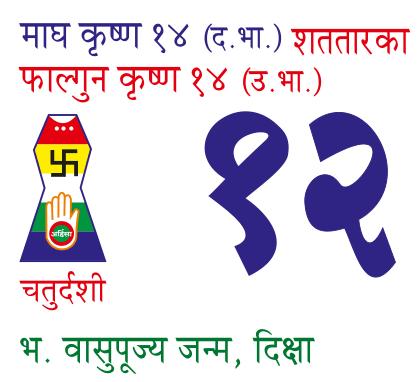 माघ कृष्ण १४ (द.भा.) शततारका
फाल्गुन कृष्ण १४ (उ.भा.)
१२
अहिंसा
चतुर्दशी
भ. वासुपूज्य जन्म, दिक्षा